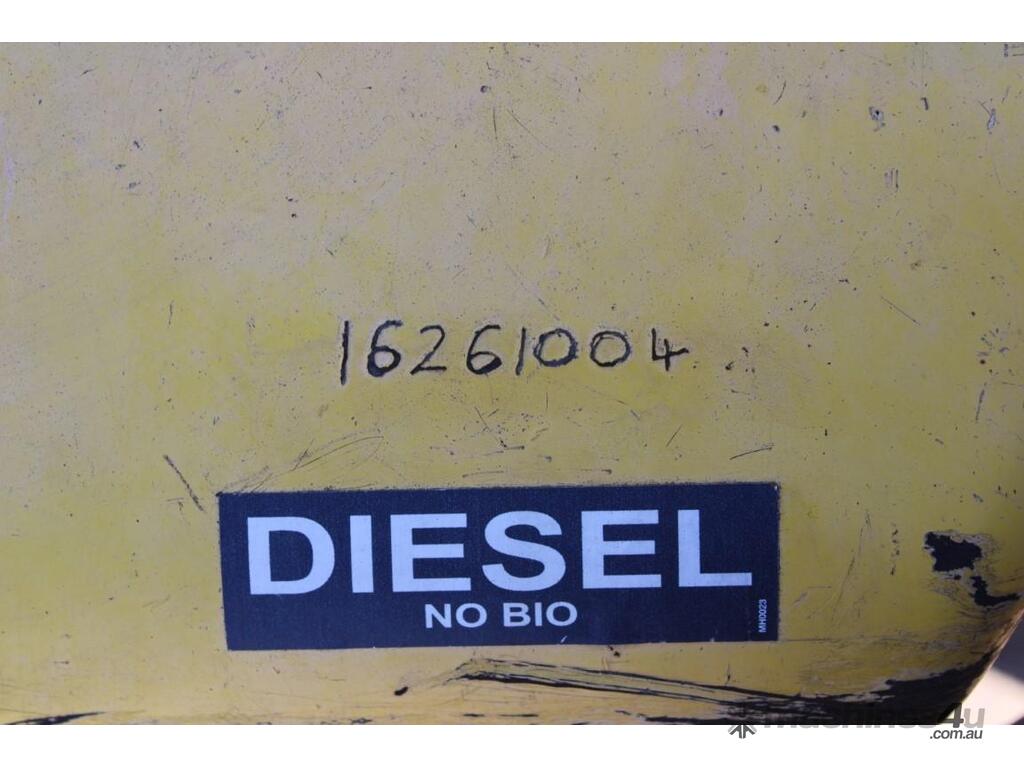 16261004
DIESEL
NO BIO
MH0023
machines4u
.com.au